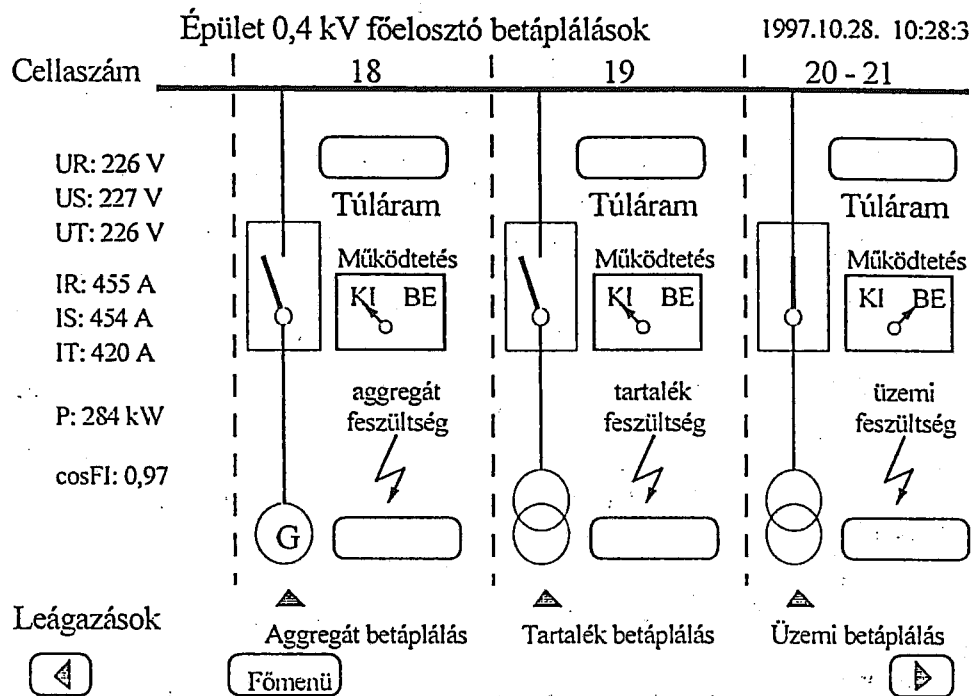 Épület 0,4 kV főelosztó betáplálások 1997.10.28. 10:28:3
Cellaszám 18 19 20 - 21
UR: 226 V
US: 227 V
UT: 226 V
IR: 455 A
IS: 454 A
IT: 420 A
P: 284 kW
cosFI: 0,97
Túláram Túláram Túláram
Működtetés Működtetés Működtetés
KI BE KI BE KI BE
aggregát tartalék üzemi
feszültség feszültség feszültség
G
Leágazások
Aggregát betáplálás Tartalék betáplálás Üzemi betáplálás
Főmenü